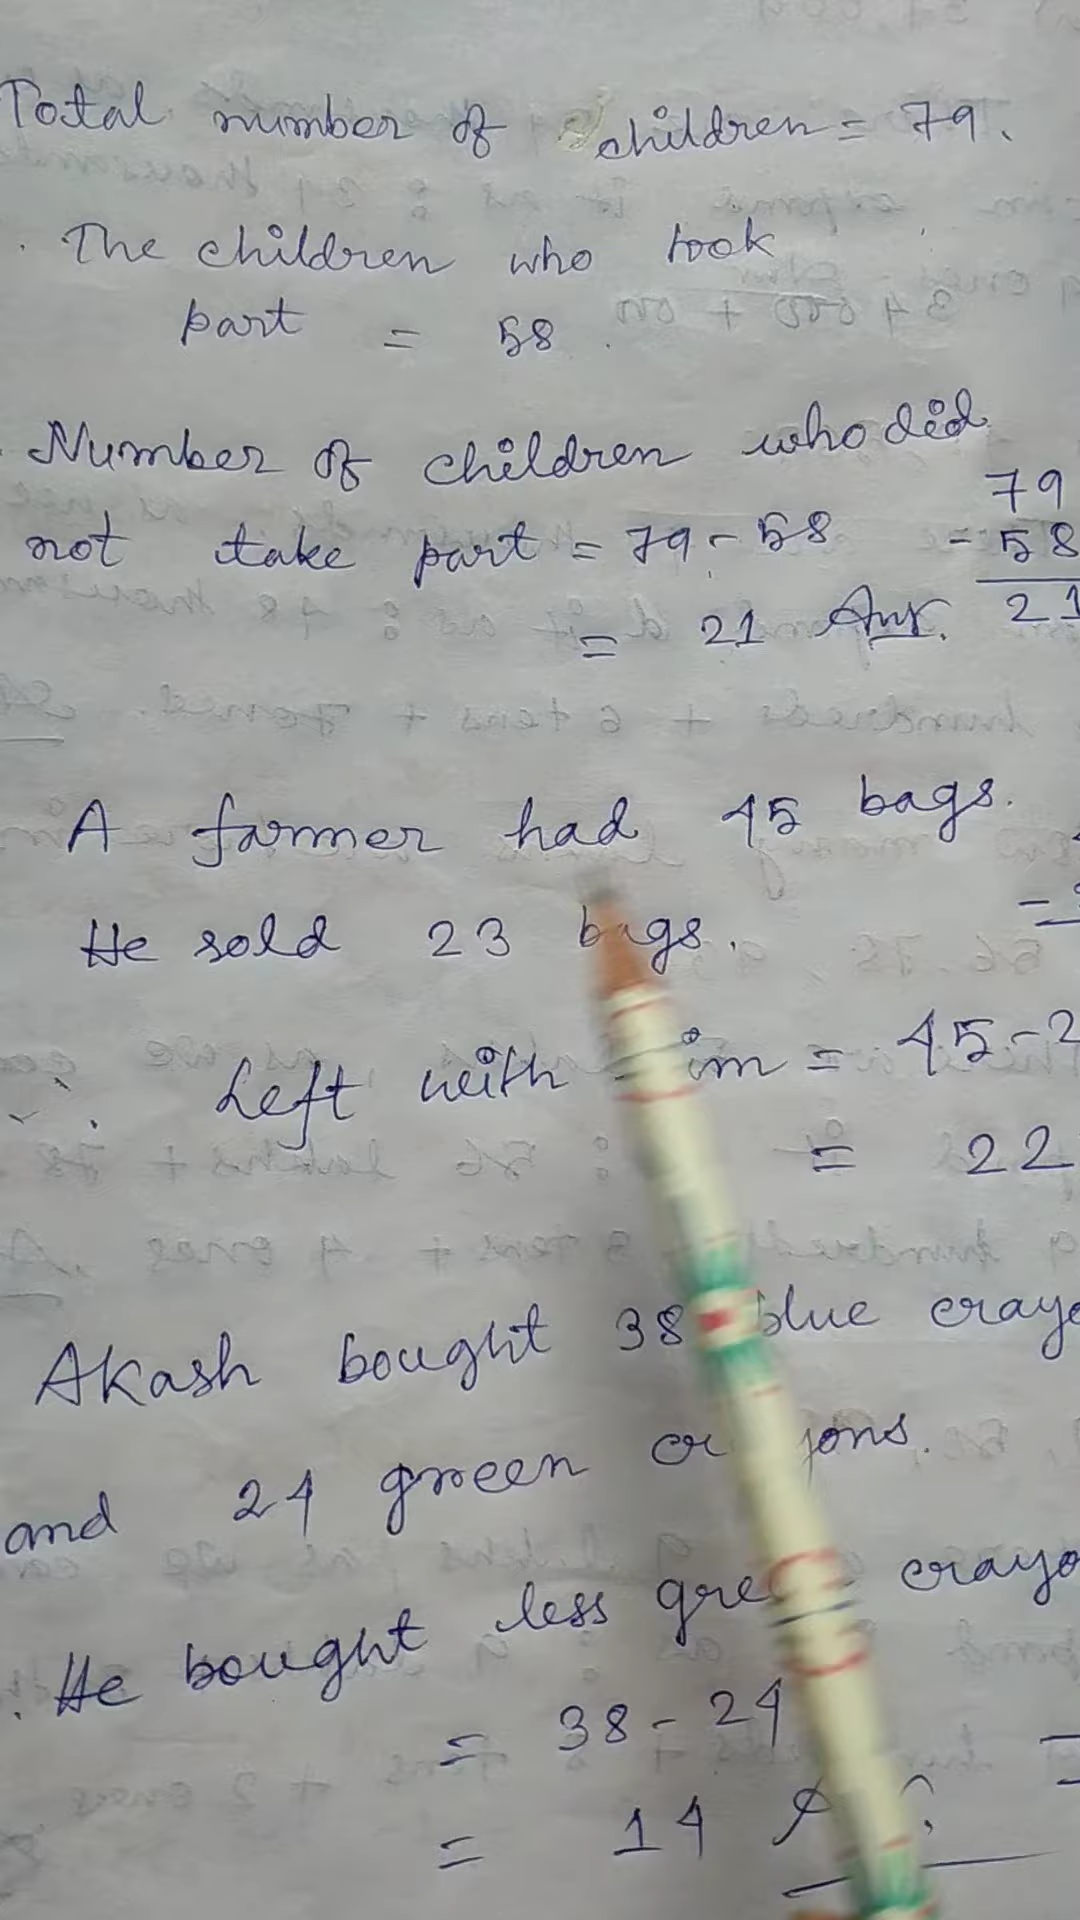 Total number of children = 79.
The children who took
part = 58.
Number of children who did
not take part = 79 - 58
79
- 58
21
= 21 Ans.
A farmer had 45 bags.
He sold 23 bags.
∴ Left with = 45 - 2
= 22
Akash bought 38 blue
and 24 green
He bought less
= 38 - 24
= 14